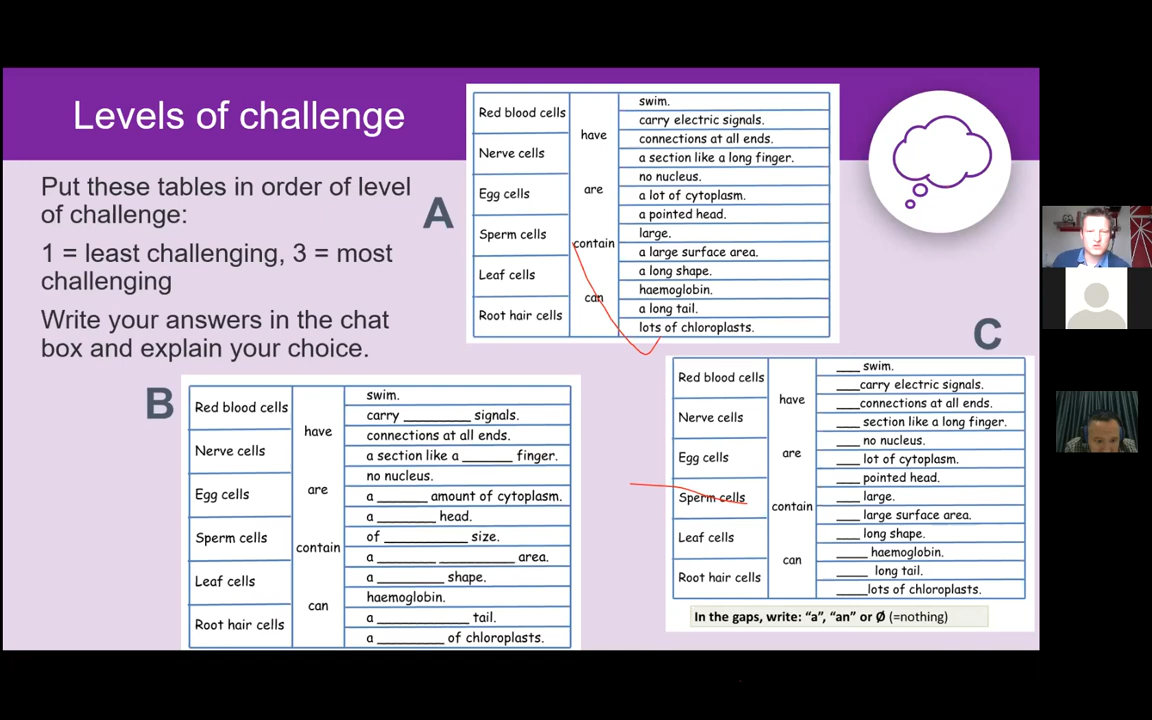 Levels of challenge
Put these tables in order of level
of challenge:
1 = least challenging, 3 = most
challenging
Write your answers in the chat
box and explain your choice.
A
Red blood cells
Nerve cells
Egg cells
Sperm cells
Leaf cells
Root hair cells
have
are
contain
can
swim.
carry electric signals.
connections at all ends.
a section like a long finger.
no nucleus.
a lot of cytoplasm.
a pointed head.
large.
a large surface area.
a long shape.
haemoglobin.
a long tail.
lots of chloroplasts.
B
Red blood cells
Nerve cells
Egg cells
Sperm cells
Leaf cells
Root hair cells
have
are
contain
can
swim.
carry ________ signals.
connections at all ends.
a section like a ______ finger.
no nucleus.
a ______ amount of cytoplasm.
a _______ head.
of __________ size.
a _________ _________ area.
a ________ shape.
haemoglobin.
a ___________ tail.
a ________ of chloroplasts.
C
Red blood cells
Nerve cells
Egg cells
Sperm cells
Leaf cells
Root hair cells
have
are
contain
can
___ swim.
___carry electric signals.
___connections at all ends.
___ section like a long finger.
___ no nucleus.
___ lot of cytoplasm.
___ pointed head.
___ large.
___ large surface area.
___ long shape.
____ haemoglobin.
____ long tail.
____lots of chloroplasts.
In the gaps, write: “a”, “an” or Ø (=nothing)